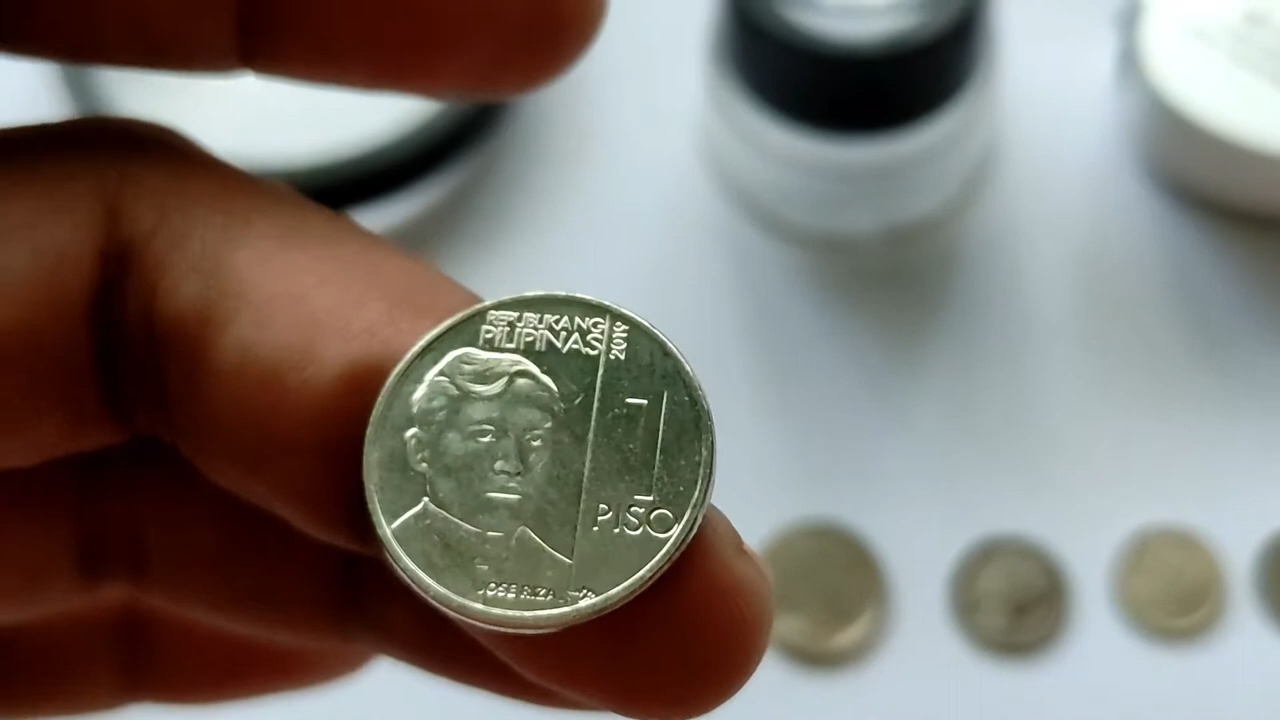 REPUBLIKA NG
PILIPINAS
2019
1
PISO
JOSE RIZAL